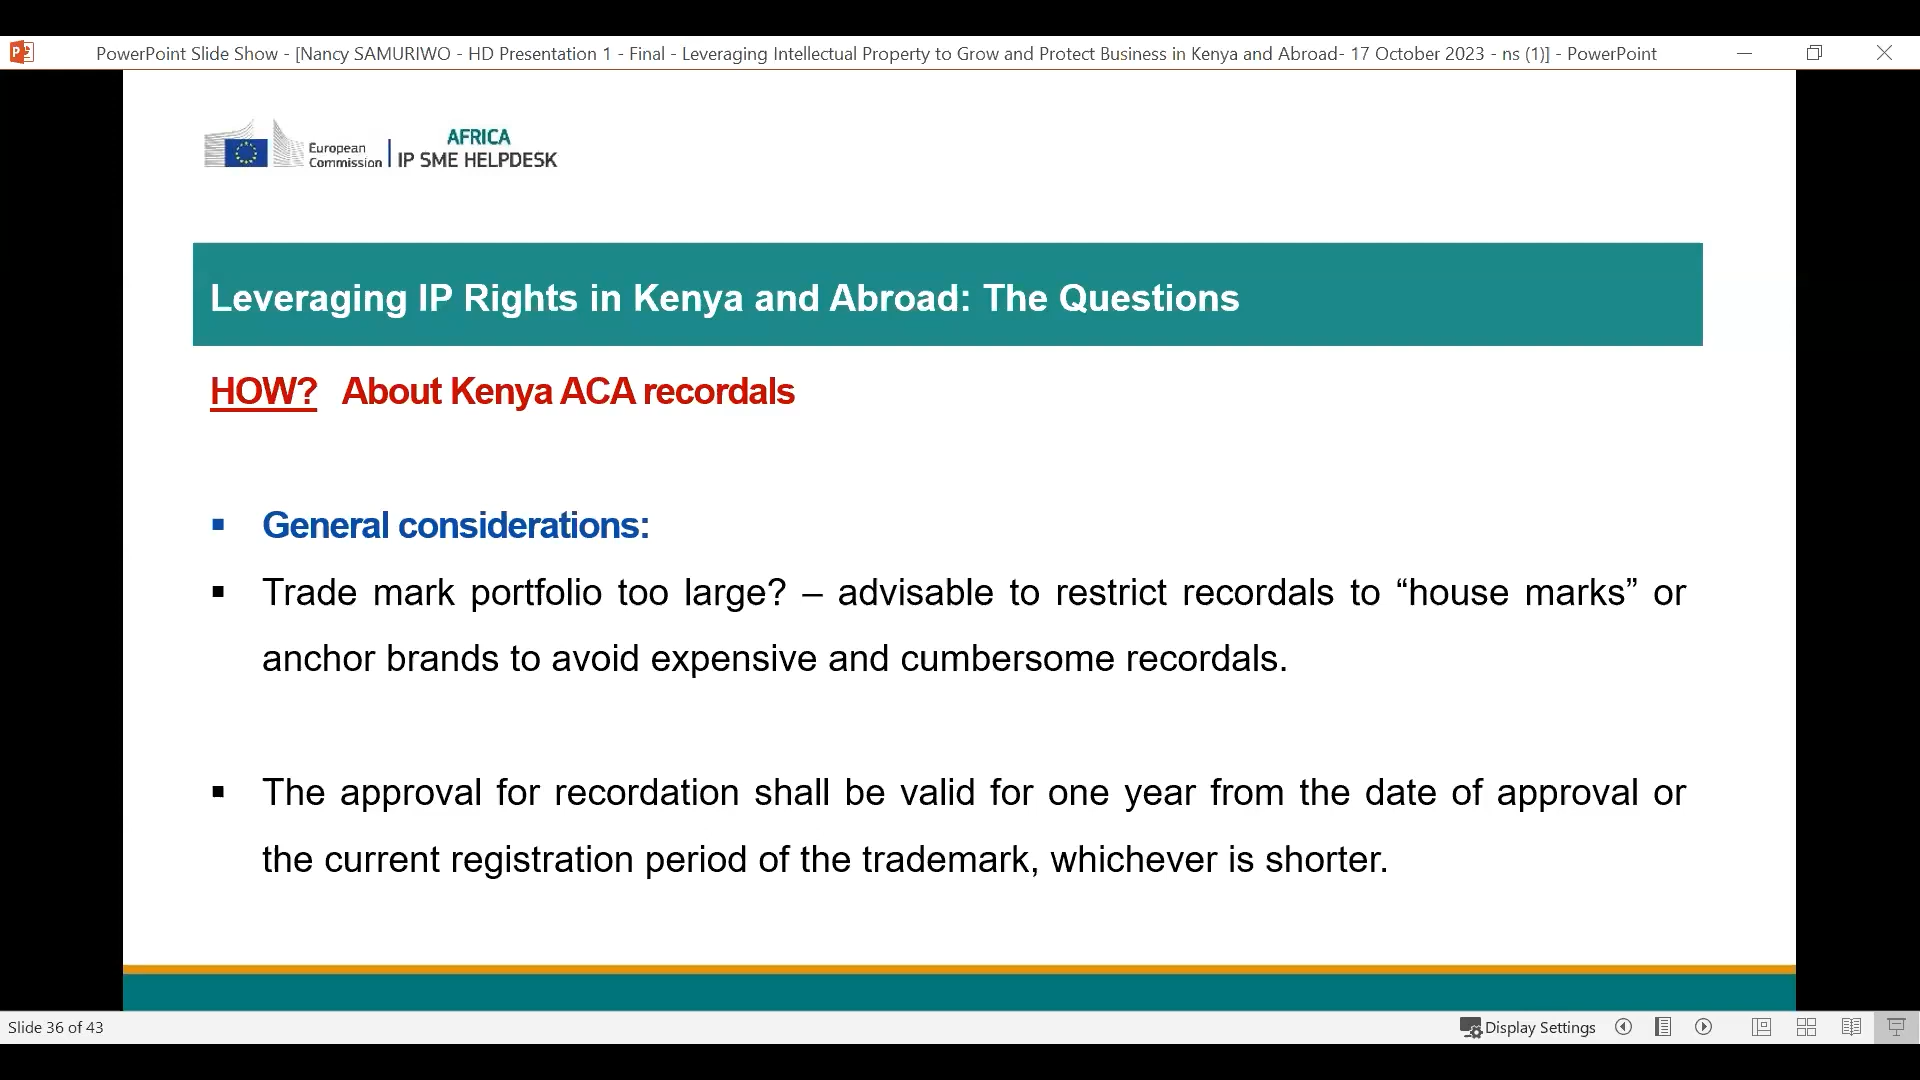 PowerPoint Slide Show - [Nancy SAMURIWO - HD Presentation 1 - Final - Leveraging Intellectual Property to Grow and Protect Business in Kenya and Abroad- 17 October 2023 - ns (1)] - PowerPoint
European
Commission
AFRICA
IP SME HELPDESK
Leveraging IP Rights in Kenya and Abroad: The Questions
HOW? About Kenya ACA recordals
▪ General considerations:
▪ Trade mark portfolio too large? – advisable to restrict recordals to “house marks” or
anchor brands to avoid expensive and cumbersome recordals.
▪ The approval for recordation shall be valid for one year from the date of approval or
the current registration period of the trademark, whichever is shorter.
Slide 36 of 43
Display Settings